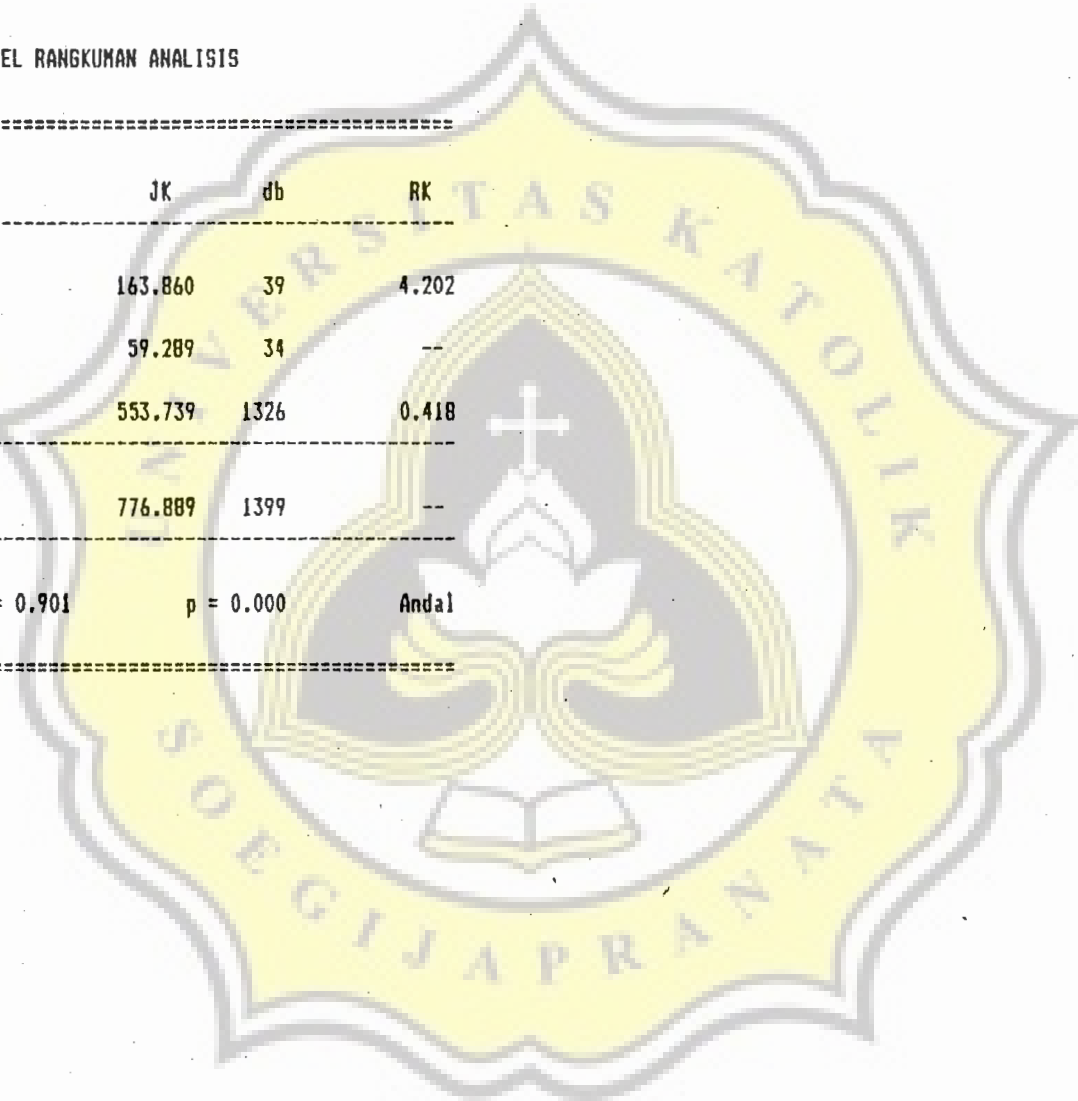 EL RANGKUMAN ANALISIS
JK db RK
163.860 39 4.202
59.289 34 --
553.739 1326 0.418
776.889 1399 --
= 0.901 p = 0.000 Andal
UNIVERSITAS KATOLIK
SOEGIJAPRANATA